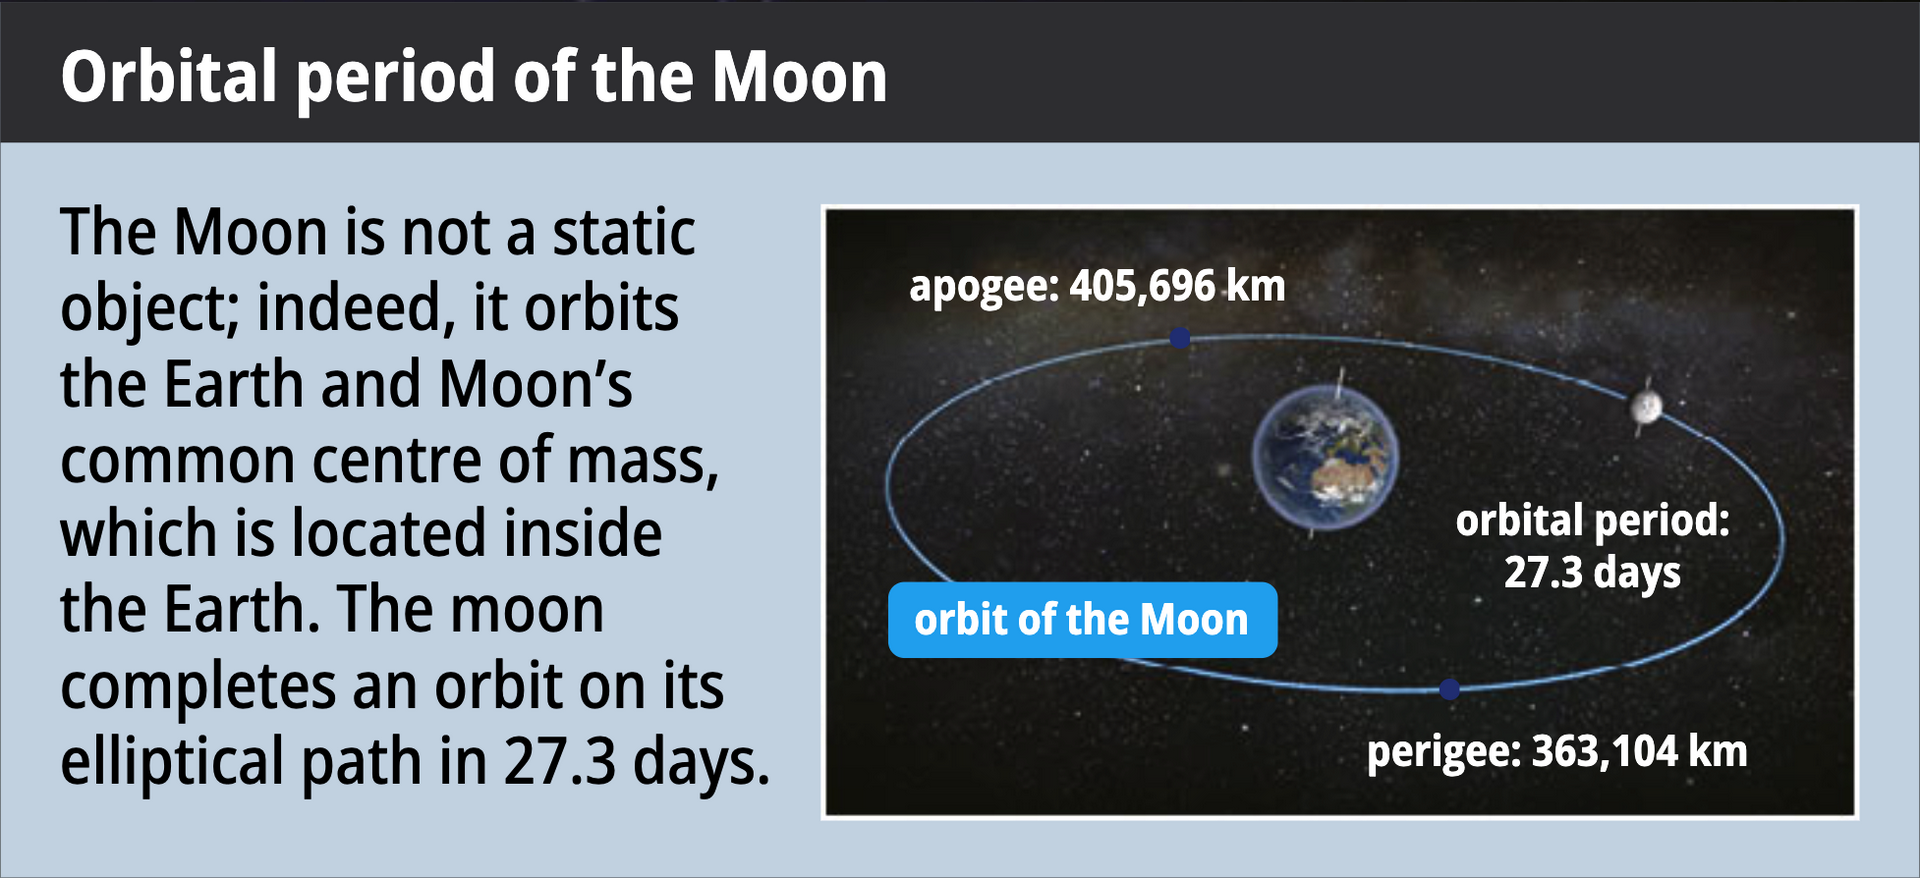 Orbital period of the Moon
The Moon is not a static
object; indeed, it orbits
the Earth and Moon’s
common centre of mass,
which is located inside
the Earth. The moon
completes an orbit on its
elliptical path in 27.3 days.
apogee: 405,696 km
orbital period:
27.3 days
orbit of the Moon
perigee: 363,104 km